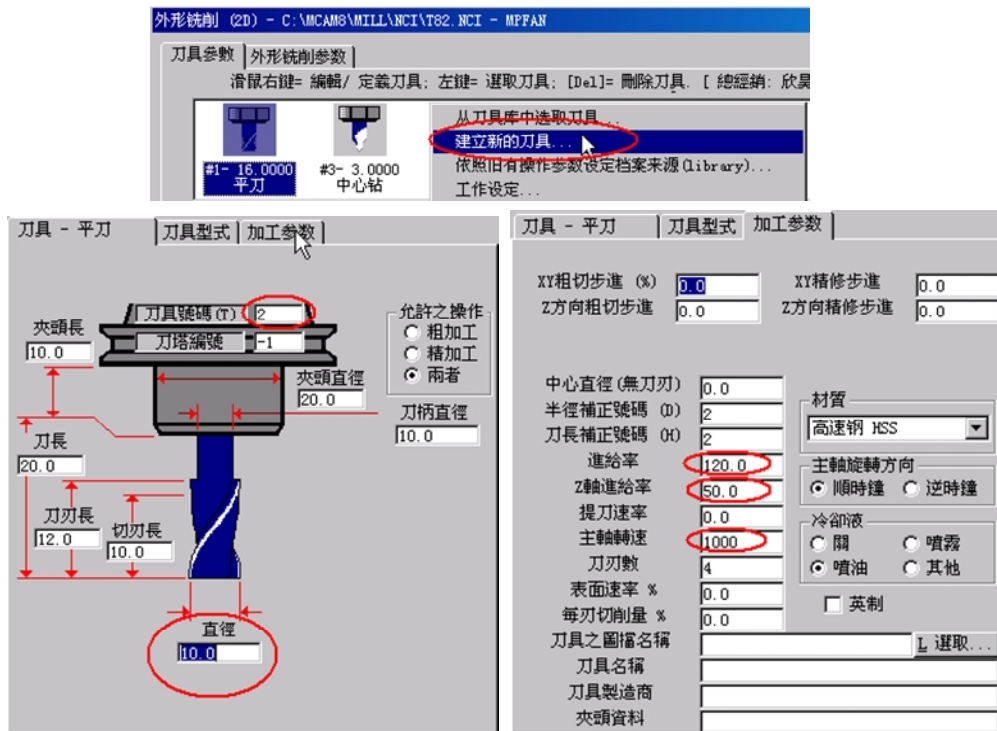 外形铣削 (2D) - C:\MCAM8\MILL\NCI\T82.NCI - MPFAN
刀具參數 外形铣削参数
滑鼠右鍵= 編輯/ 定義刀具; 左鍵= 選取刀具; [Del]= 刪除刀具. [ 總經銷: 欣昊
从刀具库中选取刀具...
建立新的刀具...
依照旧有操作参数设定档案来源(library)...
工作设定...
#1- 16.0000
平刀
#3- 3.0000
中心钻
刀具 - 平刀 刀具型式 加工参数
刀具號碼(T) 2
刀塔編號 -1
夾頭長
10.0
夾頭直徑
20.0
刀柄直徑
10.0
刀長
20.0
刀刃長
12.0
切刃長
10.0
直徑
10.0
允許之操作
粗加工
精加工
兩者
刀具 - 平刀 刀具型式 加工参数
XY粗切步進 (%) 0.0 XY精修步進 0.0
Z方向粗切步進 0.0 Z方向精修步進 0.0
中心直徑(無刀刃) 0.0
半徑補正號碼 (D) 2
刀長補正號碼 (H) 2
進給率 120.0
Z軸進給率 50.0
提刀速率 0.0
主軸轉速 1000
刀刃數 4
表面速率 % 0.0
每刃切削量 % 0.0
刀具之圖檔名稱 L 選取...
刀具名稱
刀具製造商
夾頭資料
材質
高速钢 HSS
主軸旋轉方向
順時鐘 逆時鐘
冷卻液
關 噴霧
噴油 其他
英制